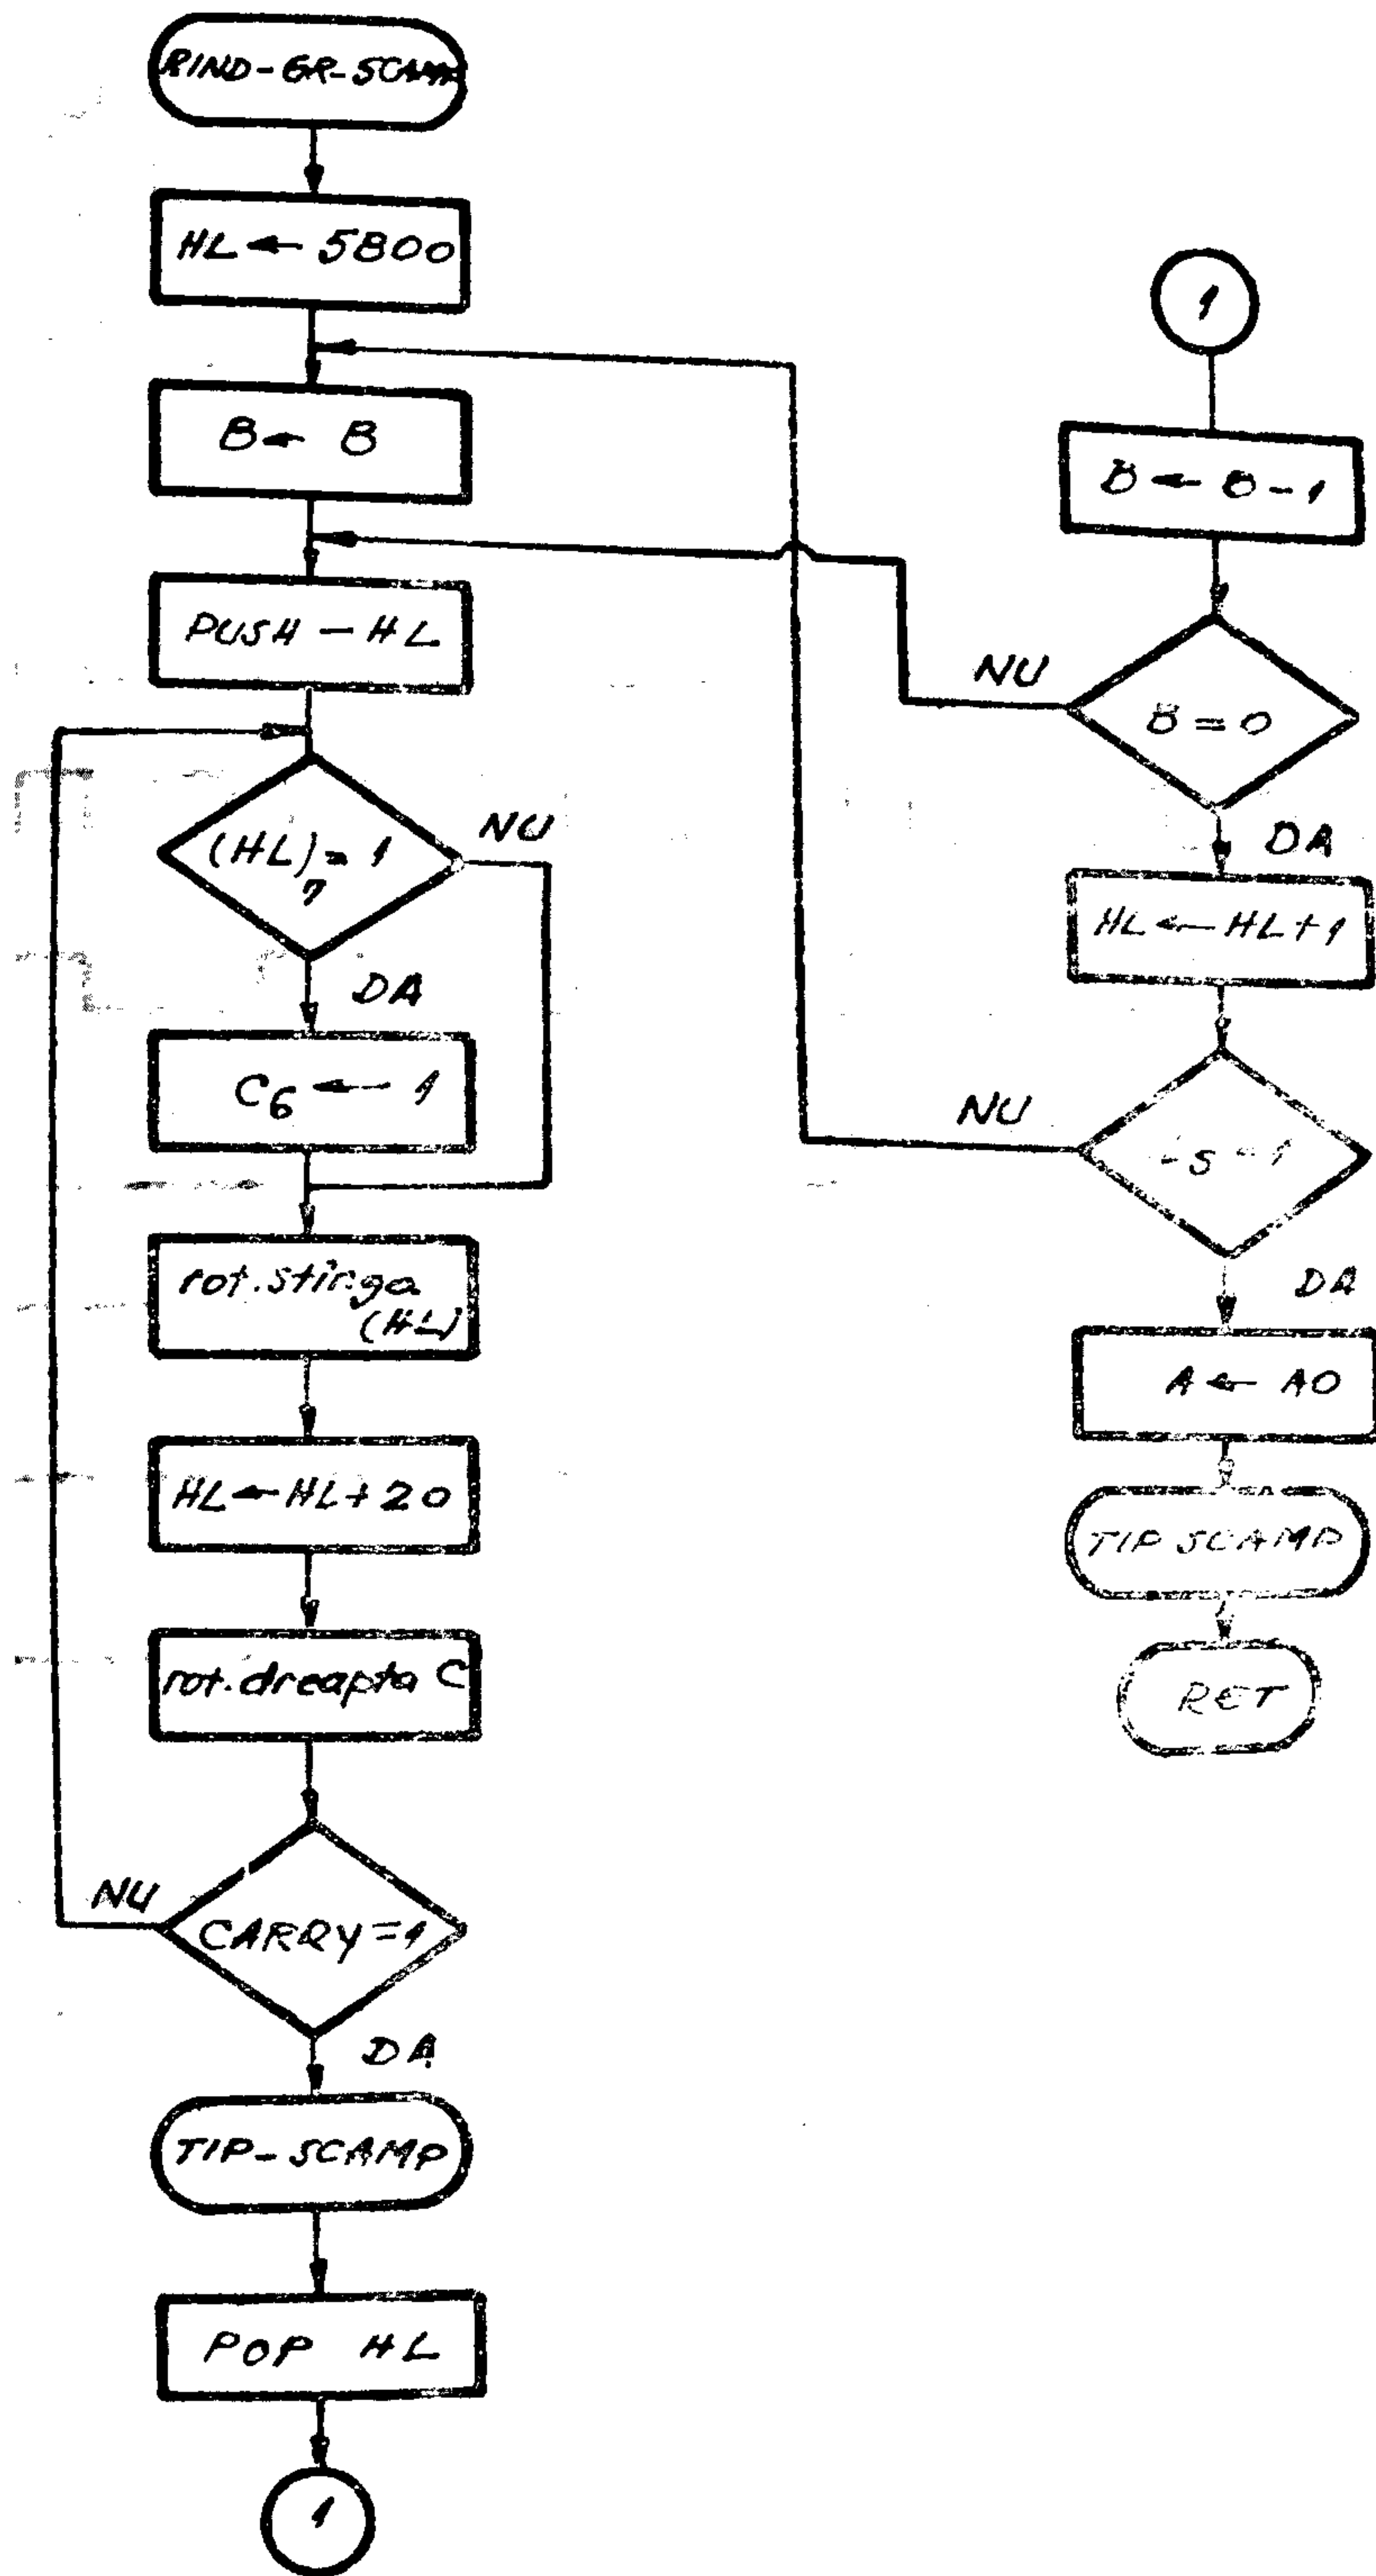 RIND-GR-SCAMP
HL ← 5800
B ← 8
PUSH - HL
(HL)₇ = 1
NU
DA
C6 ← 1
rot.stinga
(HL)
HL ← HL+20
rot.dreapta C
NU
CARRY=1
DA
TIP-SCAMP
POP HL
1
1
B ← B-1
NU
B=0
DA
HL ← HL+1
NU
DA
A ← A0
TIP SCAMP
RET